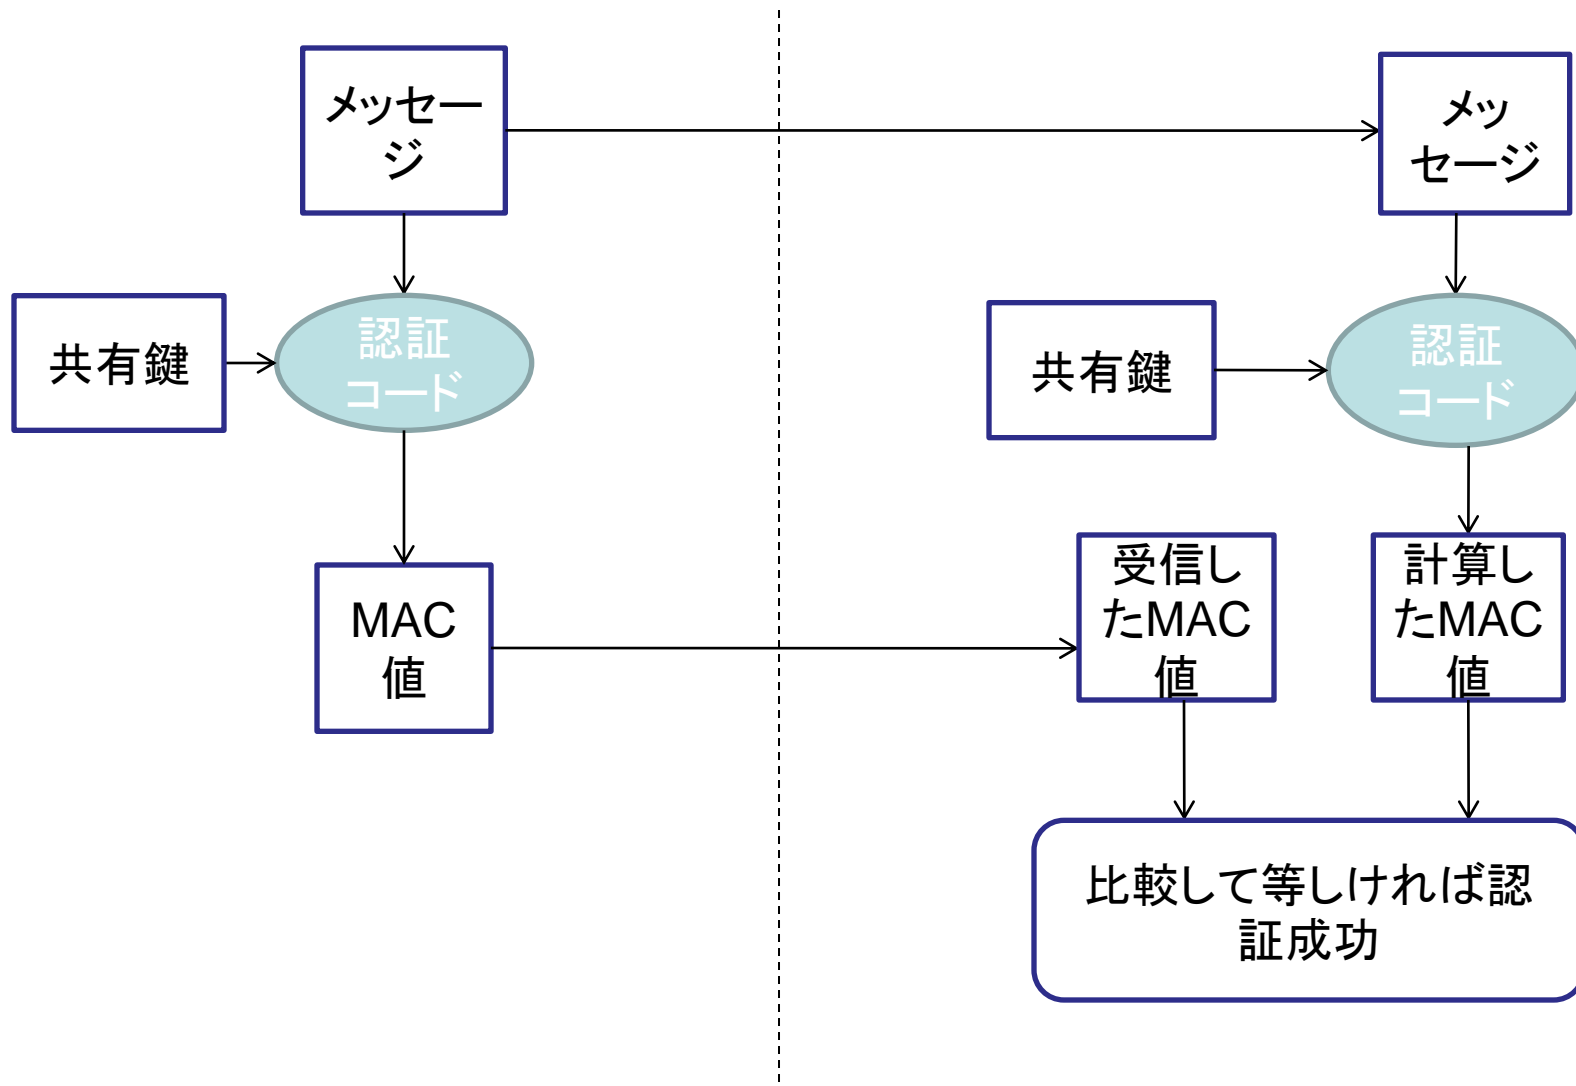 メッセー
ジ
メッ
セージ
共有鍵
認証
コード
共有鍵
認証
コード
MAC
値
受信し
たMAC
値
計算し
たMAC
値
比較して等しければ認
証成功